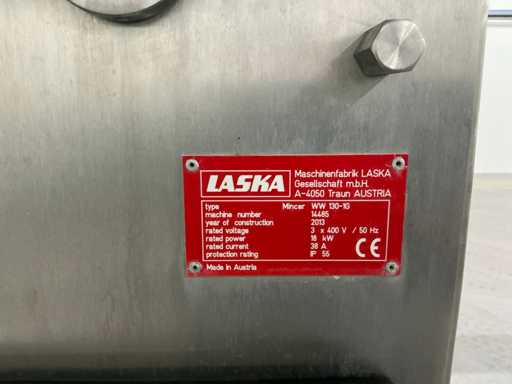 LASKA
Maschinenfabrik LASKA
Gesellschaft m.b.H.
A-4050 Traun AUSTRIA
type Mincer WW 130-1G
machine number 14485
year of construction 2013
rated voltage 3 x 400 V / 50 Hz
rated power 18 kW
rated current 38 A
protection rating IP 55
CE
Made in Austria